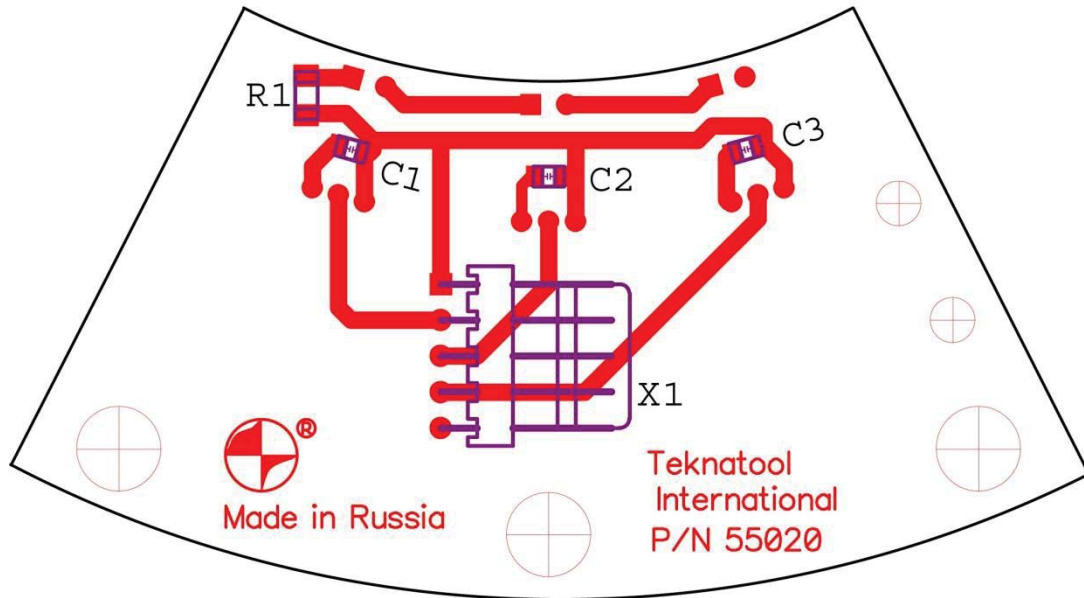 R1
C1
C2
C3
X1
®
Made in Russia
Teknatool
International
P/N 55020